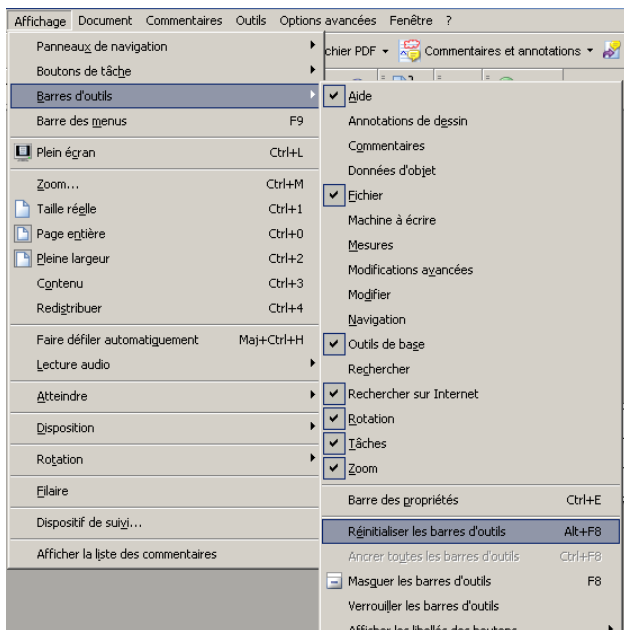 Affichage Document Commentaires Outils Options avancées Fenêtre ?
chier PDF Commentaires et annotations
Panneaux de navigation
Boutons de tâche
Barres d'outils
Barre des menus F9
Plein écran Ctrl+L
Zoom... Ctrl+M
Taille réelle Ctrl+1
Page entière Ctrl+0
Pleine largeur Ctrl+2
Contenu Ctrl+3
Redistribuer Ctrl+4
Faire défiler automatiquement Maj+Ctrl+H
Lecture audio
Atteindre
Disposition
Rotation
Filaire
Dispositif de suivi...
Afficher la liste des commentaires
Aide
Annotations de dessin
Commentaires
Données d'objet
Fichier
Machine à écrire
Mesures
Modifications avancées
Modifier
Navigation
Outils de base
Rechercher
Rechercher sur Internet
Rotation
Tâches
Zoom
Barre des propriétés Ctrl+E
Réinitialiser les barres d'outils Alt+F8
Ancrer toutes les barres d'outils Ctrl+F8
Masquer les barres d'outils F8
Verrouiller les barres d'outils
Afficher les libellés des boutons